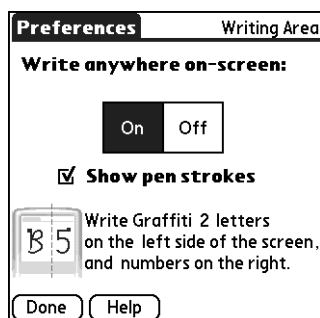 Preferences Writing Area
Write anywhere on-screen:
On Off
Show pen strokes
B 5
Write Graffiti 2 letters
on the left side of the screen,
and numbers on the right.
Done Help